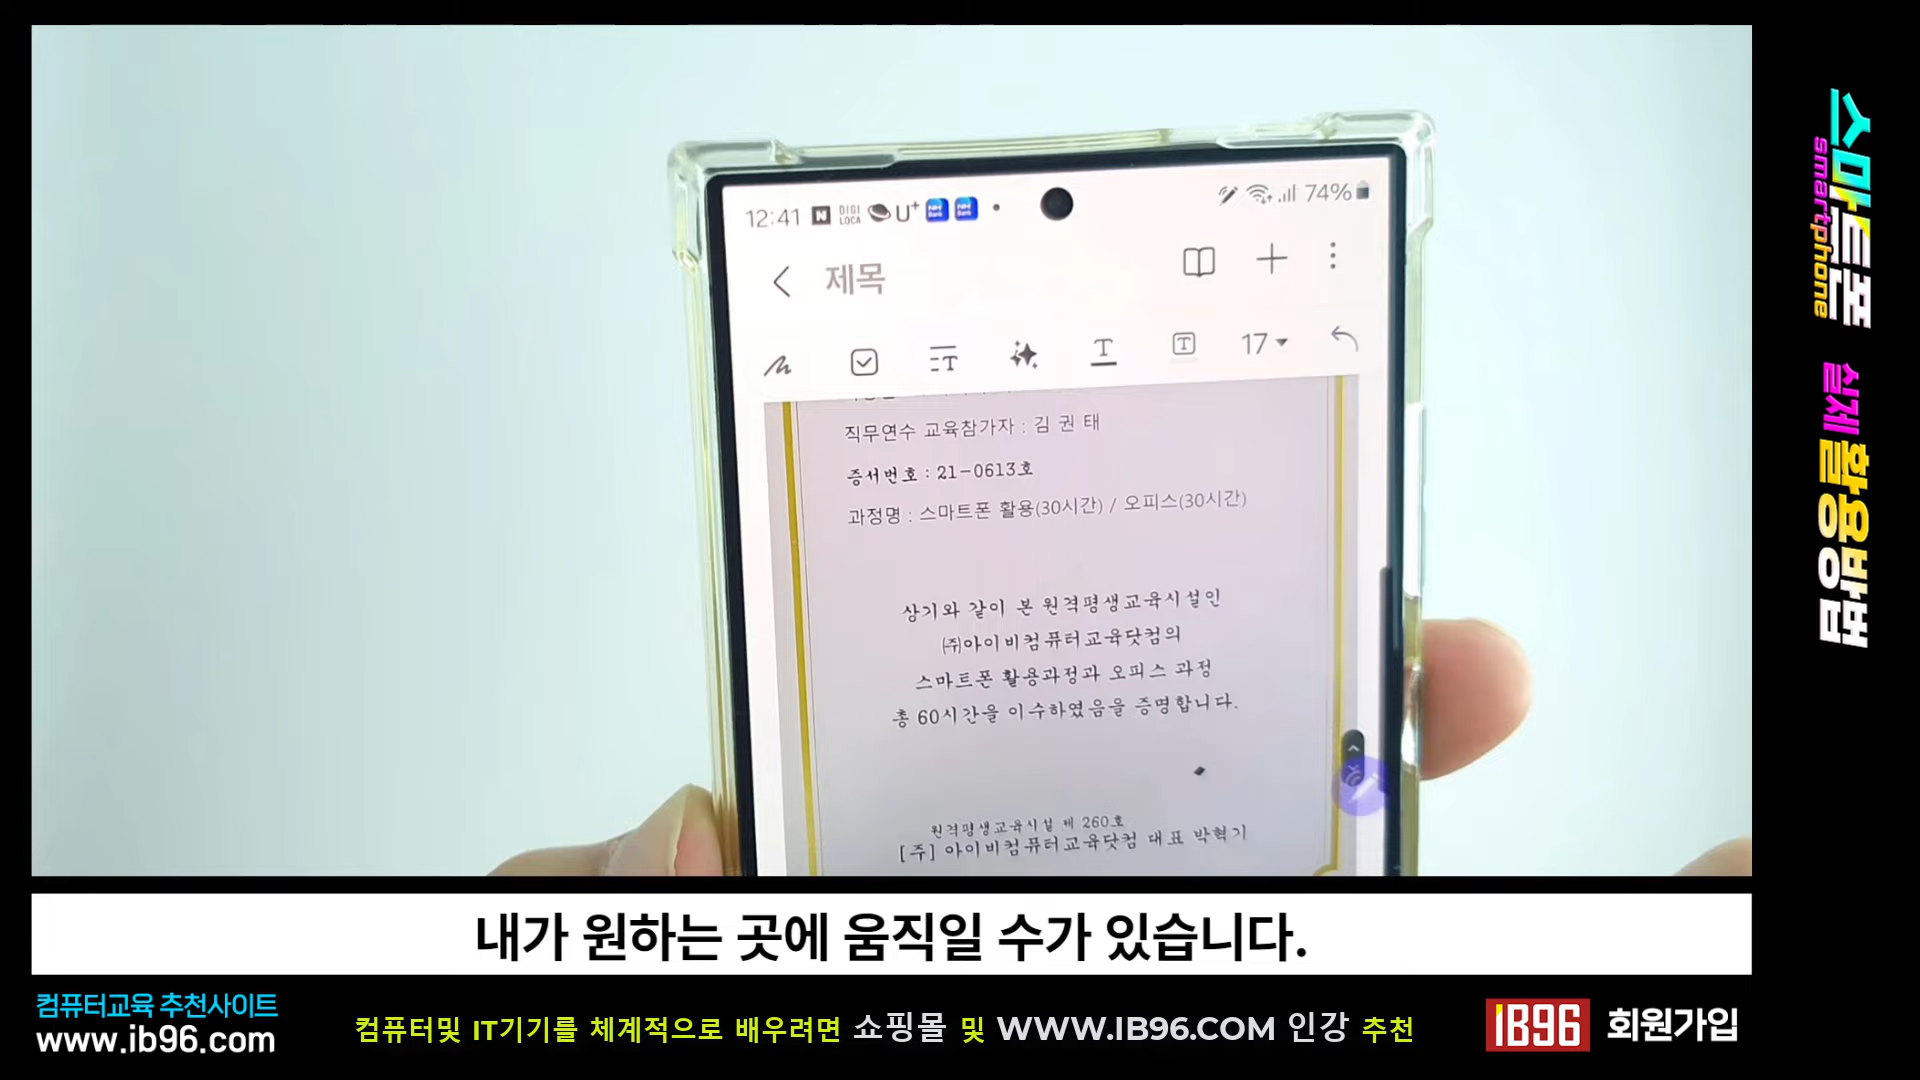 12:41 N DIGI LOCA U+ NH Bank NH Bank 74%
제목
T T T 17
직무연수 교육참가자 : 김 권 태
증서번호 : 21-0613호
과정명 : 스마트폰 활용(30시간) / 오피스(30시간)
상기와 같이 본 원격평생교육시설인
㈜아이비컴퓨터교육닷컴의
스마트폰 활용과정과 오피스 과정
총 60시간을 이수하였음을 증명합니다.
원격평생교육시설 제 260호
[주] 아이비컴퓨터교육닷컴 대표 박혁기
스마트폰
smartphone
실제활용방법
내가 원하는 곳에 움직일 수가 있습니다.
컴퓨터교육 추천사이트
www.ib96.com
컴퓨터및 IT기기를 체계적으로 배우려면 쇼핑몰 및 WWW.IB96.COM 인강 추천
IB96 회원가입